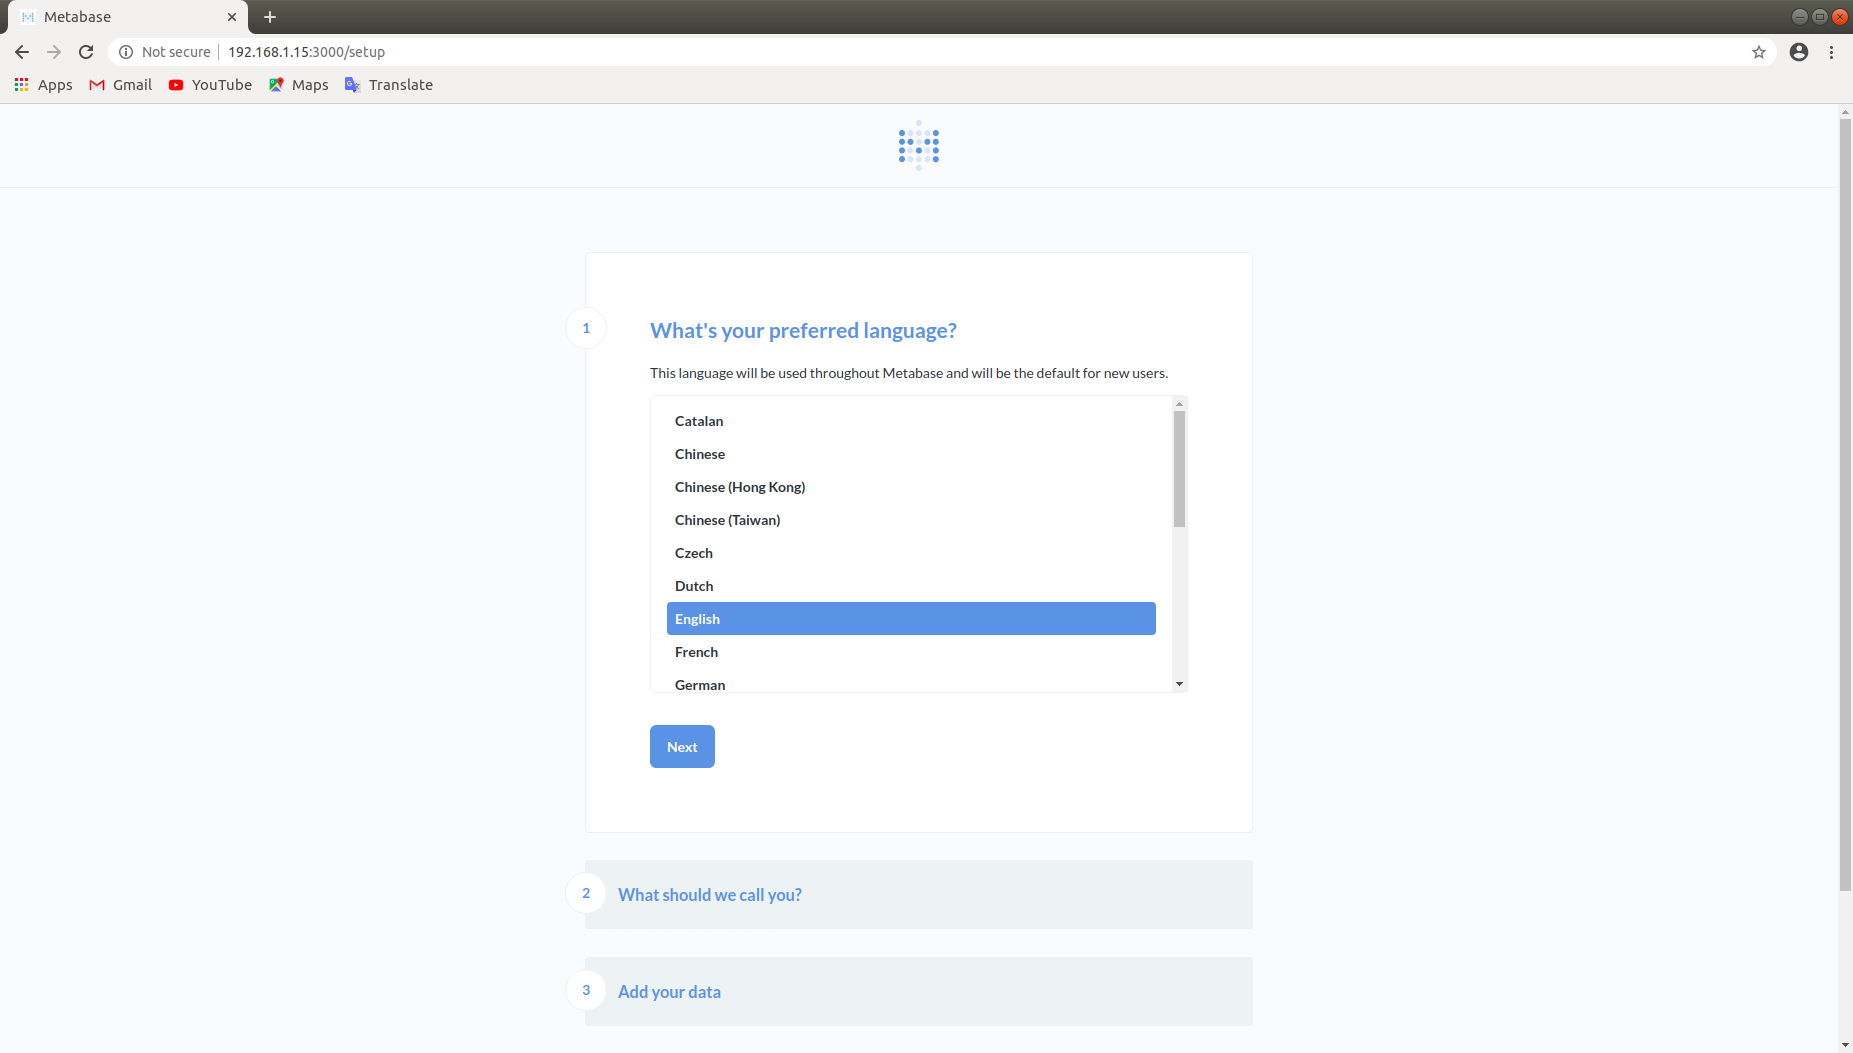 Metabase
Not secure
192.168.1.15:3000/setup
Apps
Gmail
YouTube
Maps
Translate
1
What's your preferred language?
This language will be used throughout Metabase and will be the default for new users.
Catalan
Chinese
Chinese (Hong Kong)
Chinese (Taiwan)
Czech
Dutch
English
French
German
Next
2
What should we call you?
3
Add your data